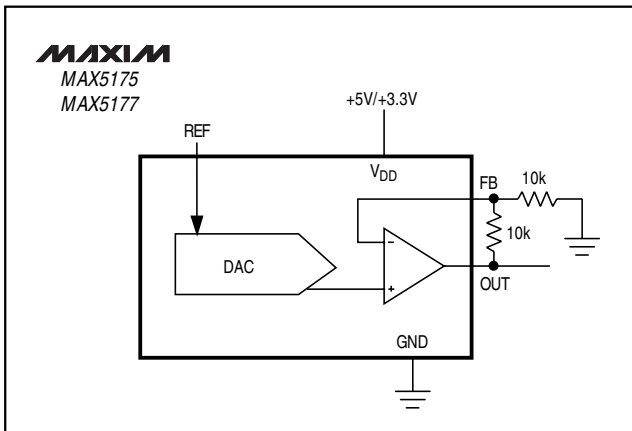 MAXIM
MAX5175
MAX5177
+5V/+3.3V
REF
VDD
FB
10k
10k
DAC
-
+
OUT
GND